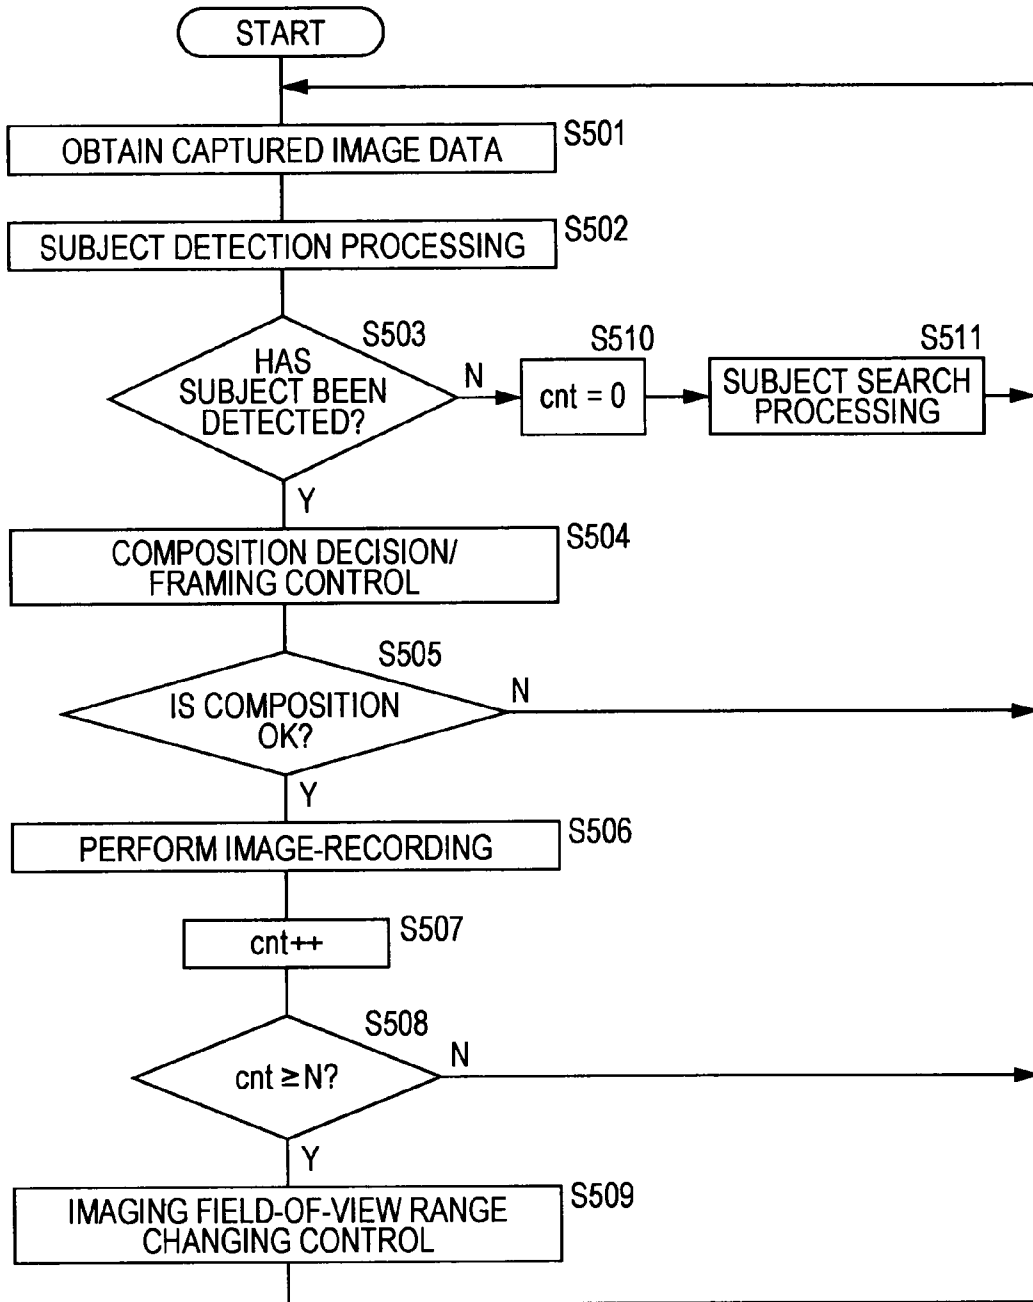 START
OBTAIN CAPTURED IMAGE DATA
S501
SUBJECT DETECTION PROCESSING
S502
S503
HAS
SUBJECT BEEN
DETECTED?
N
S510
cnt = 0
S511
SUBJECT SEARCH
PROCESSING
Y
COMPOSITION DECISION/
FRAMING CONTROL
S504
S505
IS COMPOSITION
OK?
N
Y
PERFORM IMAGE-RECORDING
S506
cnt++
S507
S508
cnt ≥ N?
N
Y
IMAGING FIELD-OF-VIEW RANGE
CHANGING CONTROL
S509